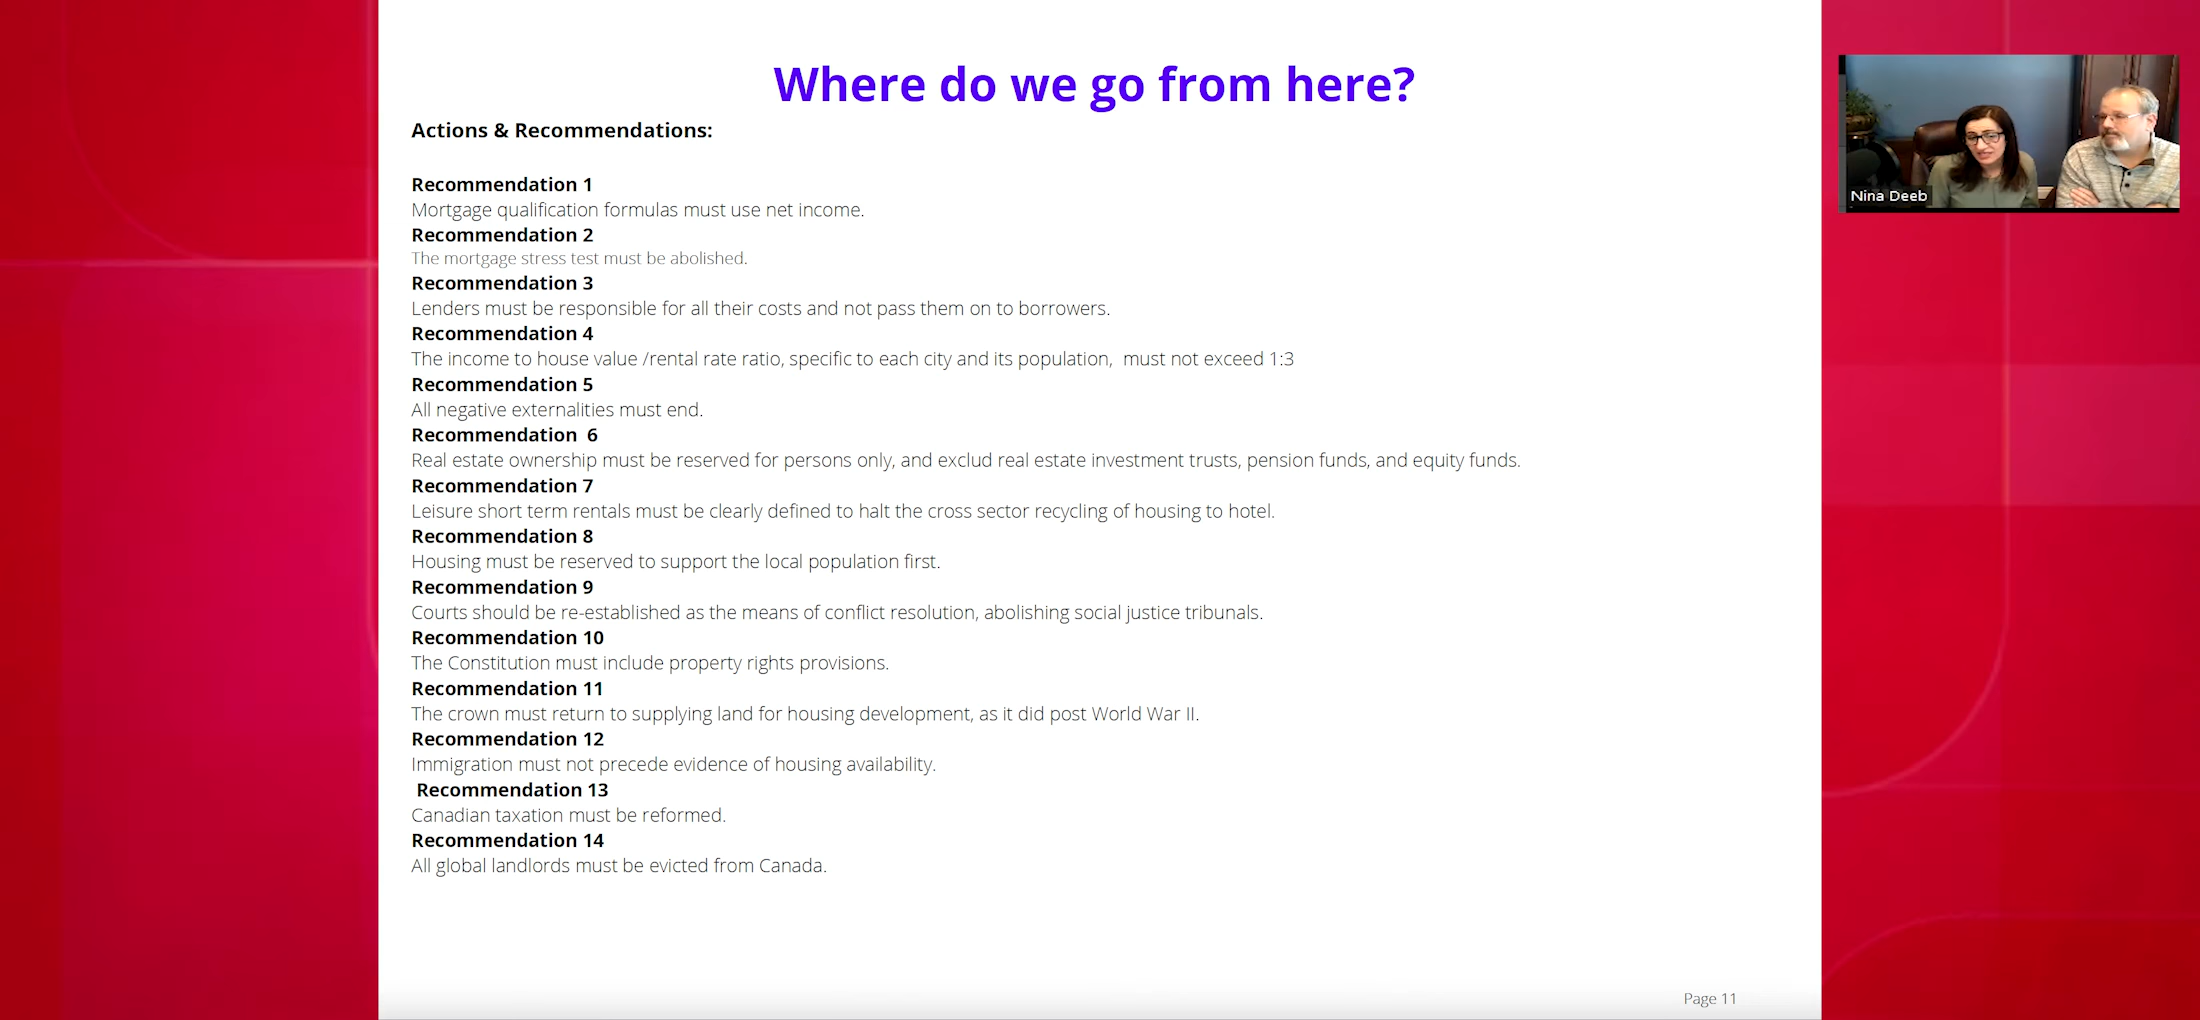 Where do we go from here?
Actions & Recommendations:
Recommendation 1
Mortgage qualification formulas must use net income.
Recommendation 2
The mortgage stress test must be abolished.
Recommendation 3
Lenders must be responsible for all their costs and not pass them on to borrowers.
Recommendation 4
The income to house value /rental rate ratio, specific to each city and its population,  must not exceed 1:3
Recommendation 5
All negative externalities must end.
Recommendation  6
Real estate ownership must be reserved for persons only, and exclud real estate investment trusts, pension funds, and equity funds.
Recommendation 7
Leisure short term rentals must be clearly defined to halt the cross sector recycling of housing to hotel.
Recommendation 8
Housing must be reserved to support the local population first.
Recommendation 9
Courts should be re-established as the means of conflict resolution, abolishing social justice tribunals.
Recommendation 10
The Constitution must include property rights provisions.
Recommendation 11
The crown must return to supplying land for housing development, as it did post World War II.
Recommendation 12
Immigration must not precede evidence of housing availability.
Recommendation 13
Canadian taxation must be reformed.
Recommendation 14
All global landlords must be evicted from Canada.
Page 11
Nina Deeb